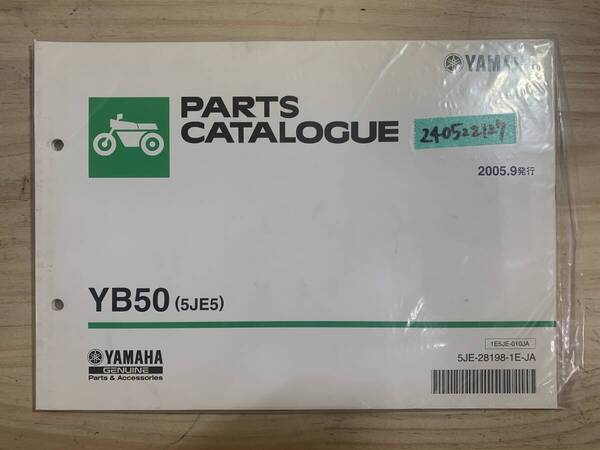 YAMAHA
PARTS
CATALOGUE
2005.9発行
YB50 (5JE5)
1E5JE-010JA
5JE-28198-1E-JA
YAMAHA
GENUINE
Parts & Accessories